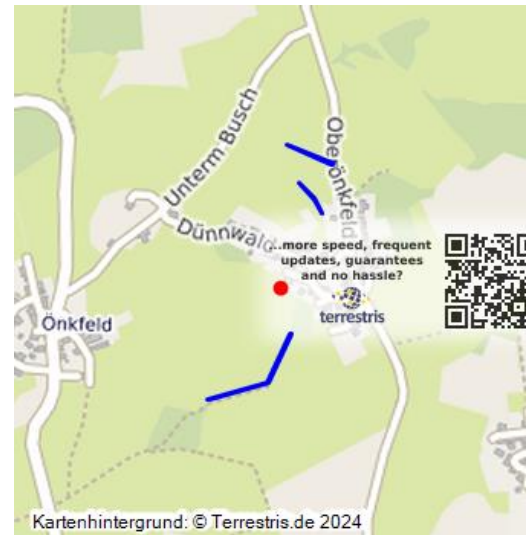 Unterm Busch
Oberönkfeld
Dünnwald
...more speed, frequent
updates, guarantees
and no hassle?
terrestris
Önkfeld
Kartenhintergrund: © Terrestris.de 2024